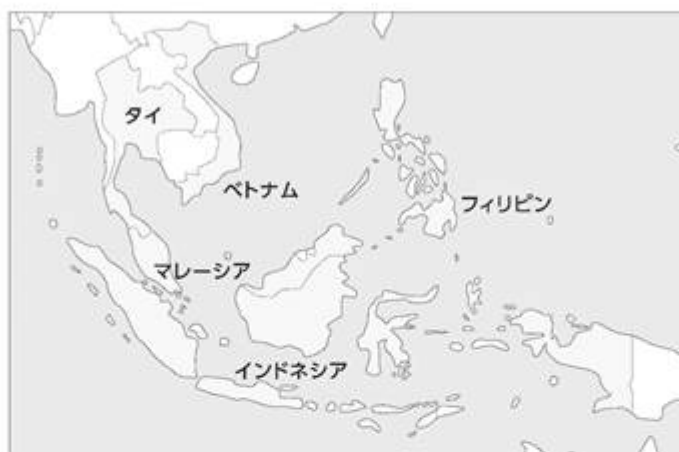 タイ
ベトナム
フィリピン
マレーシア
インドネシア